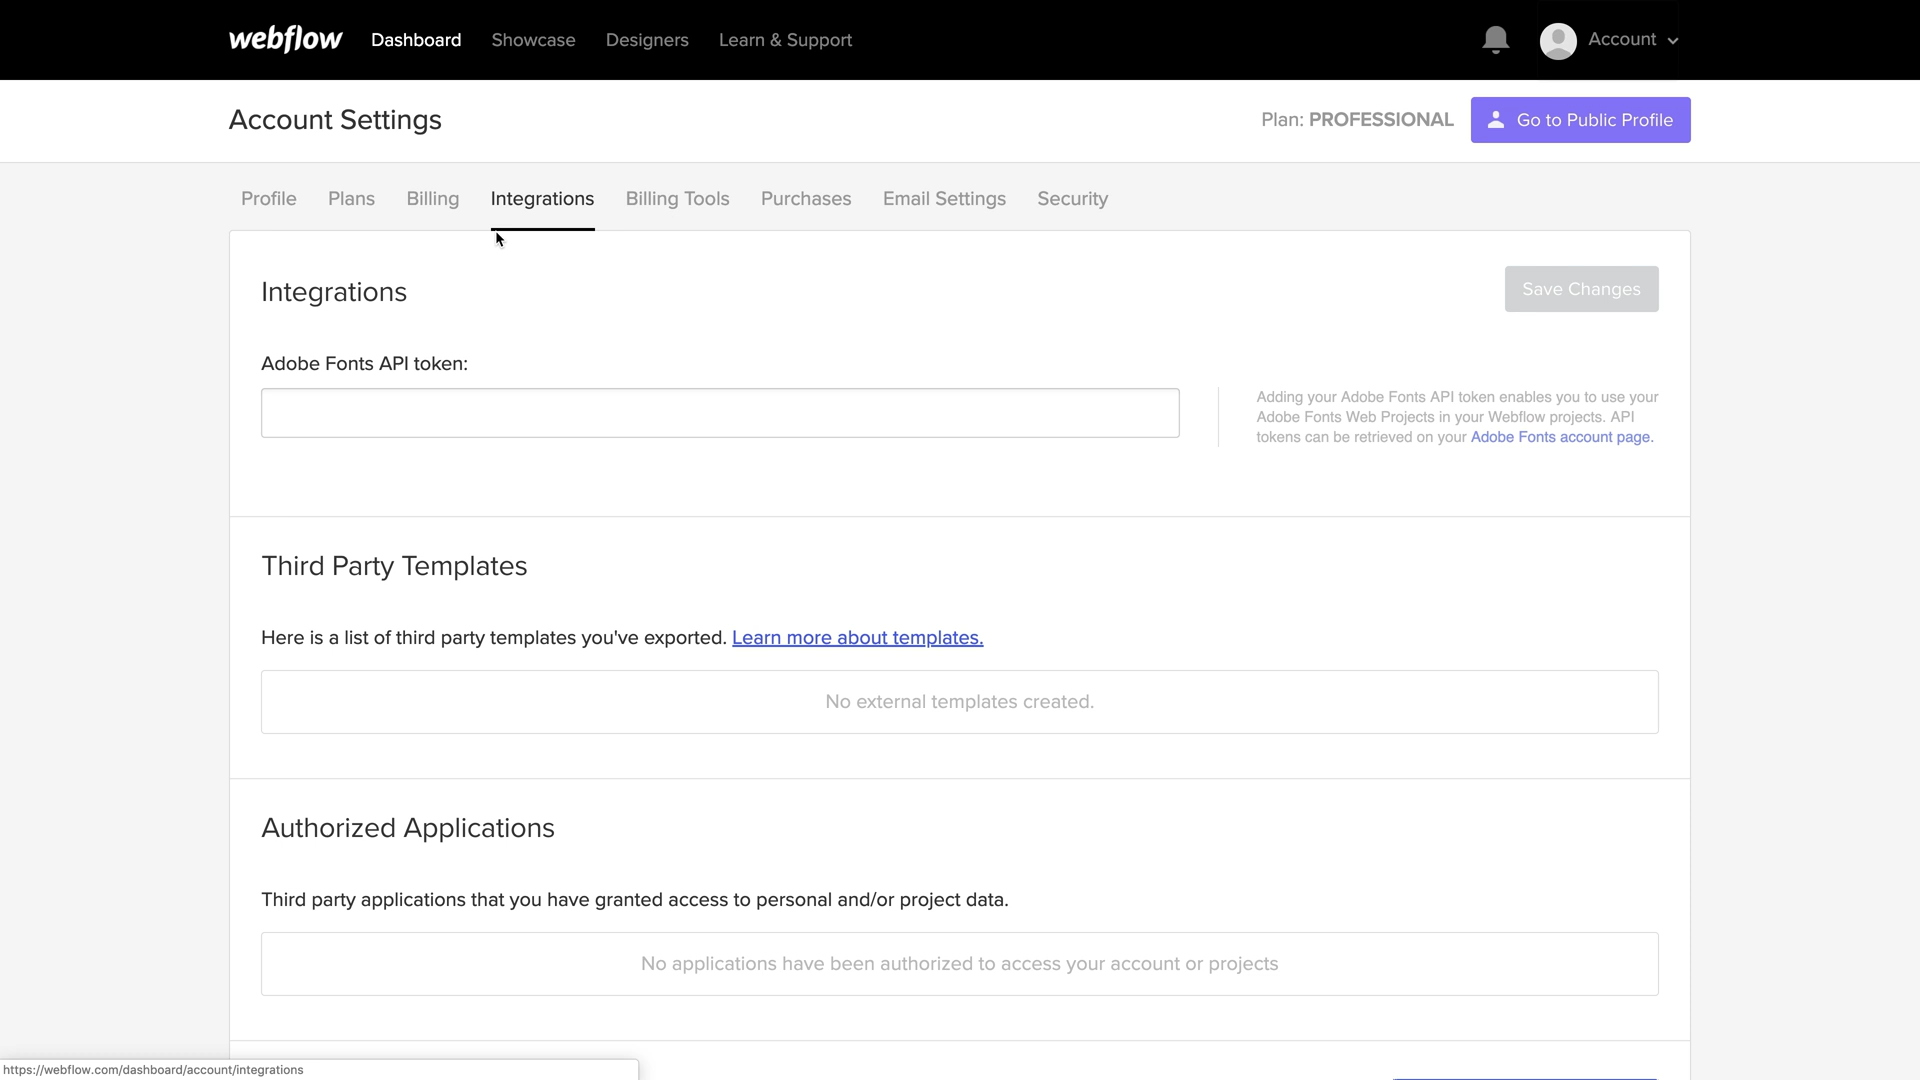 webflow Dashboard Showcase Designers Learn & Support Account
Account Settings Plan: PROFESSIONAL Go to Public Profile
Profile Plans Billing Integrations Billing Tools Purchases Email Settings Security
Integrations Save Changes
Adobe Fonts API token:
Adding your Adobe Fonts API token enables you to use your
Adobe Fonts Web Projects in your Webflow projects. API
tokens can be retrieved on your Adobe Fonts account page.
Third Party Templates
Here is a list of third party templates you've exported. Learn more about templates.
No external templates created.
Authorized Applications
Third party applications that you have granted access to personal and/or project data.
No applications have been authorized to access your account or projects
https://webflow.com/dashboard/account/integrations